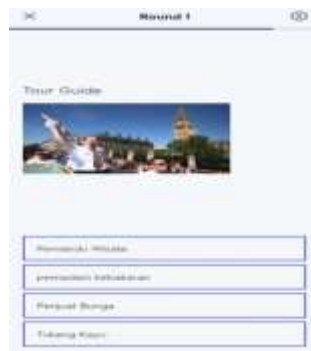 Round 1
Tour Guide
Pemandu Wisata
pemadam kebakaran
Penjual Bunga
Tukang Kayu